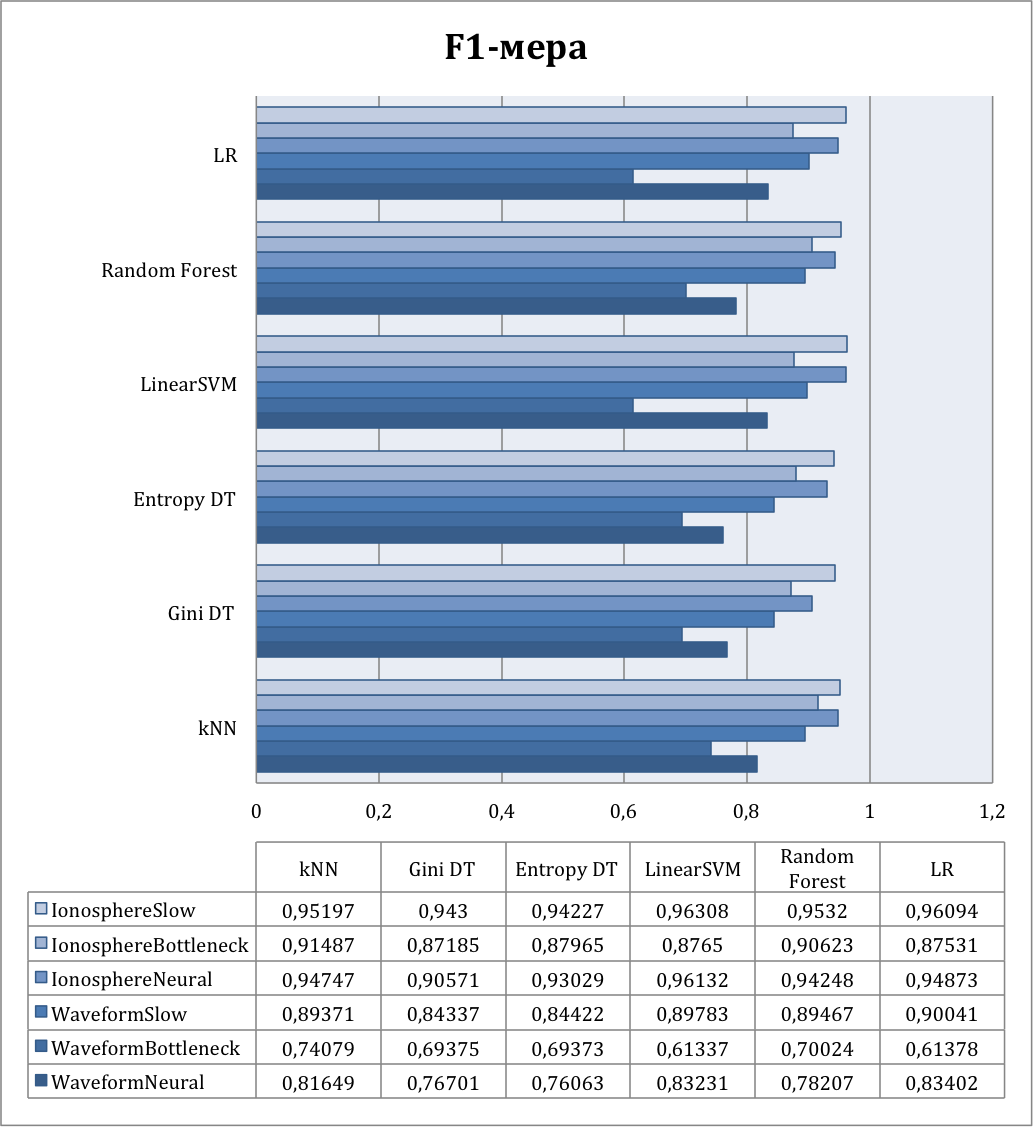 F1-мера
LR
Random Forest
LinearSVM
Entropy DT
Gini DT
kNN
0 0,2 0,4 0,6 0,8 1 1,2
kNN Gini DT Entropy DT LinearSVM Random Forest LR
IonosphereSlow 0,95197 0,943 0,94227 0,96308 0,9532 0,96094
IonosphereBottleneck 0,91487 0,87185 0,87965 0,8765 0,90623 0,87531
IonosphereNeural 0,94747 0,90571 0,93029 0,96132 0,94248 0,94873
WaveformSlow 0,89371 0,84337 0,84422 0,89783 0,89467 0,90041
WaveformBottleneck 0,74079 0,69375 0,69373 0,61337 0,70024 0,61378
WaveformNeural 0,81649 0,76701 0,76063 0,83231 0,78207 0,83402